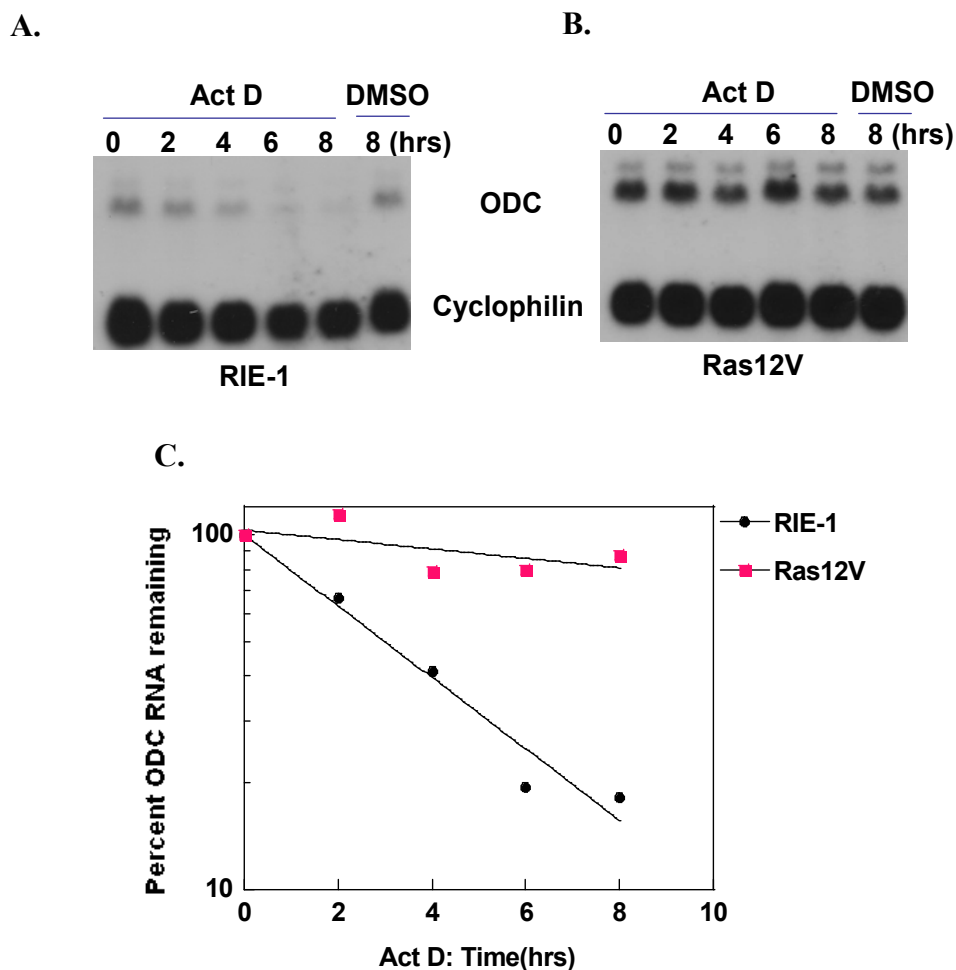 A.
Act D DMSO
0 2 4 6 8 8 (hrs)
RIE-1
B.
Act D DMSO
0 2 4 6 8 8 (hrs)
Ras12V
ODC
Cyclophilin
C.
Percent ODC RNA remaining
100
10
0 2 4 6 8 10
Act D: Time(hrs)
RIE-1
Ras12V